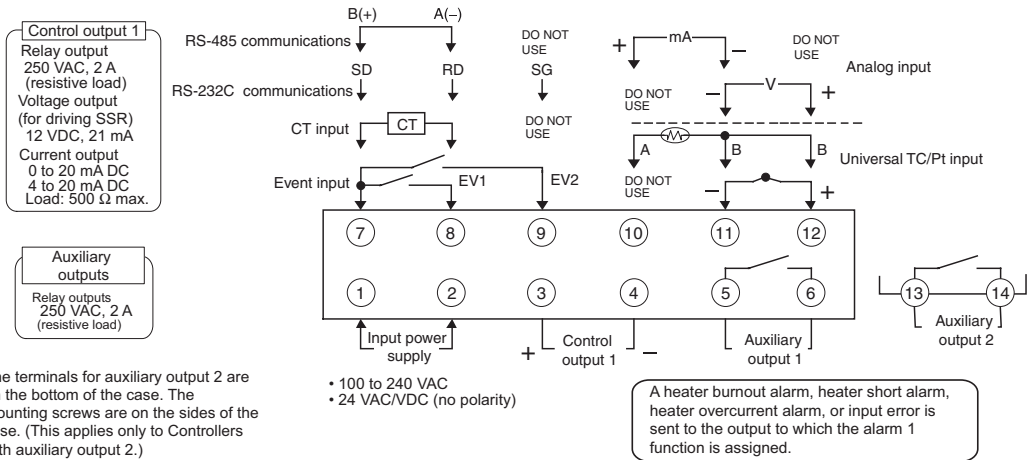 Control output 1
Relay output
250 VAC, 2 A
(resistive load)
Voltage output
(for driving SSR)
12 VDC, 21 mA
Current output
0 to 20 mA DC
4 to 20 mA DC
Load: 500 Ω max.
Auxiliary
outputs
Relay outputs
250 VAC, 2 A
(resistive load)
terminals for auxiliary output 2 are
the bottom of the case. The
screws are on the sides of the
(This applies only to Controllers
auxiliary output 2.)
B(+) A(−)
RS-485 communications
DO NOT
USE
SD RD SG
RS-232C communications
CT input
CT
DO NOT
USE
Event input
EV1
EV2
+ mA −
DO NOT
USE
Analog input
DO NOT
USE
− V +
A B B
Universal TC/Pt input
DO NOT
USE
− +
7 8 9 10 11 12
1 2 3 4 5 6
13 14
Input power
supply
+ Control
output 1 −
Auxiliary
output 1
Auxiliary
output 2
• 100 to 240 VAC
• 24 VAC/VDC (no polarity)
A heater burnout alarm, heater short alarm,
heater overcurrent alarm, or input error is
sent to the output to which the alarm 1
function is assigned.